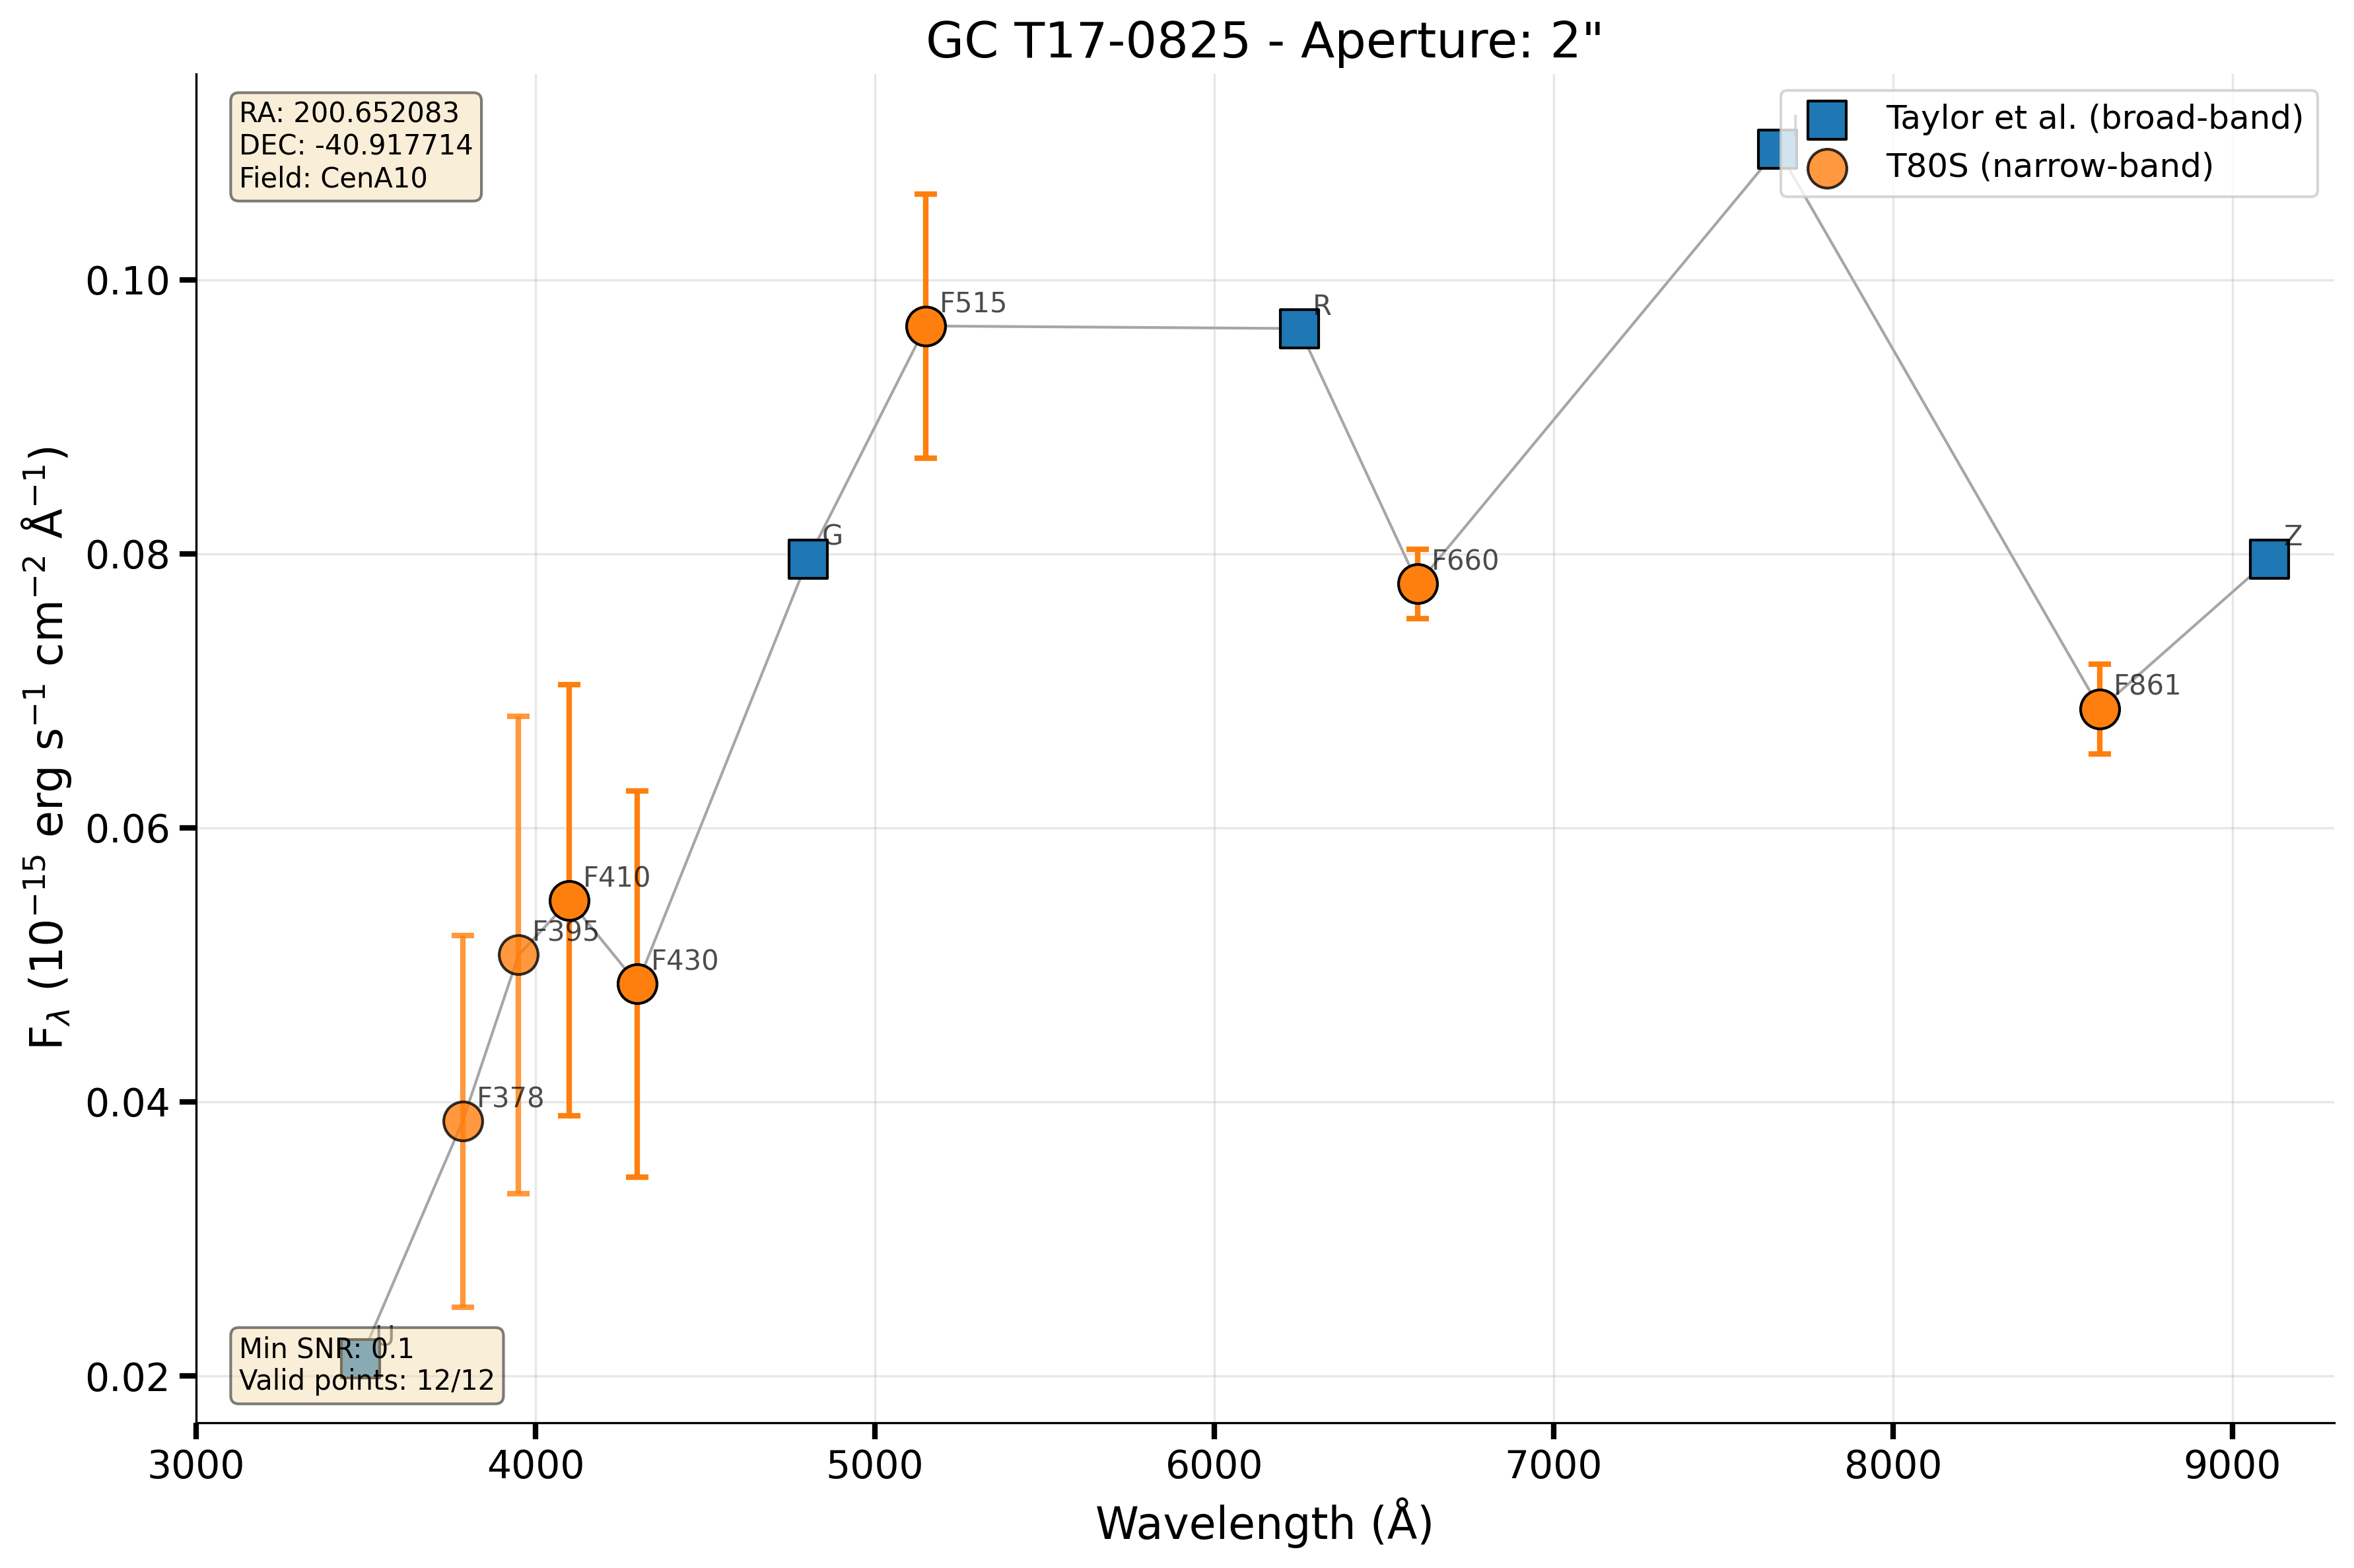 GC T17-0825 - Aperture: 2"
RA: 200.652083
DEC: -40.917714
Field: CenA10
Taylor et al. (broad-band)
T80S (narrow-band)
F515
R
G
F660
Z
F861
F410
F395
F430
F378
U
Min SNR: 0.1
Valid points: 12/12
0.10
0.08
0.06
0.04
0.02
3000 4000 5000 6000 7000 8000 9000
Wavelength (Å)
F_λ (10⁻¹⁵ erg s⁻¹ cm⁻² Å⁻¹)